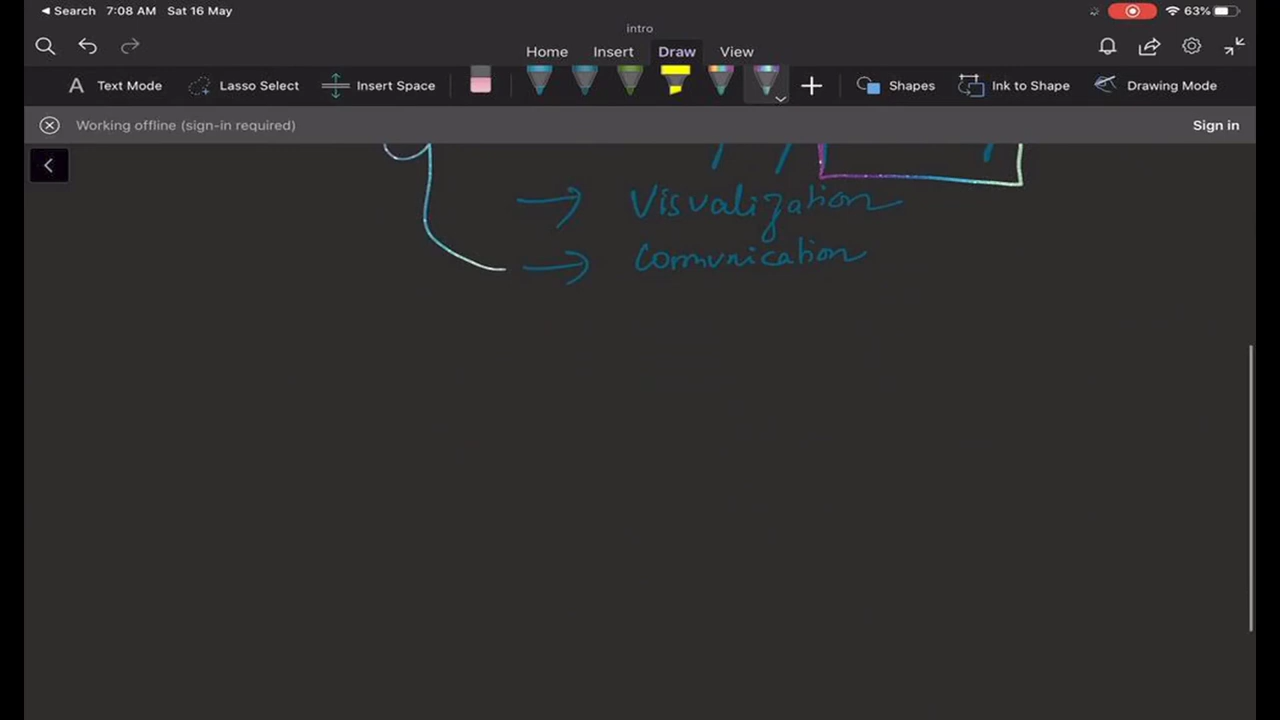 Search 7:08 AM Sat 16 May 63%
intro
Home Insert Draw View
Text Mode Lasso Select Insert Space Shapes Ink to Shape Drawing Mode
Working offline (sign-in required) Sign in
→ Visualization
→ Comunication